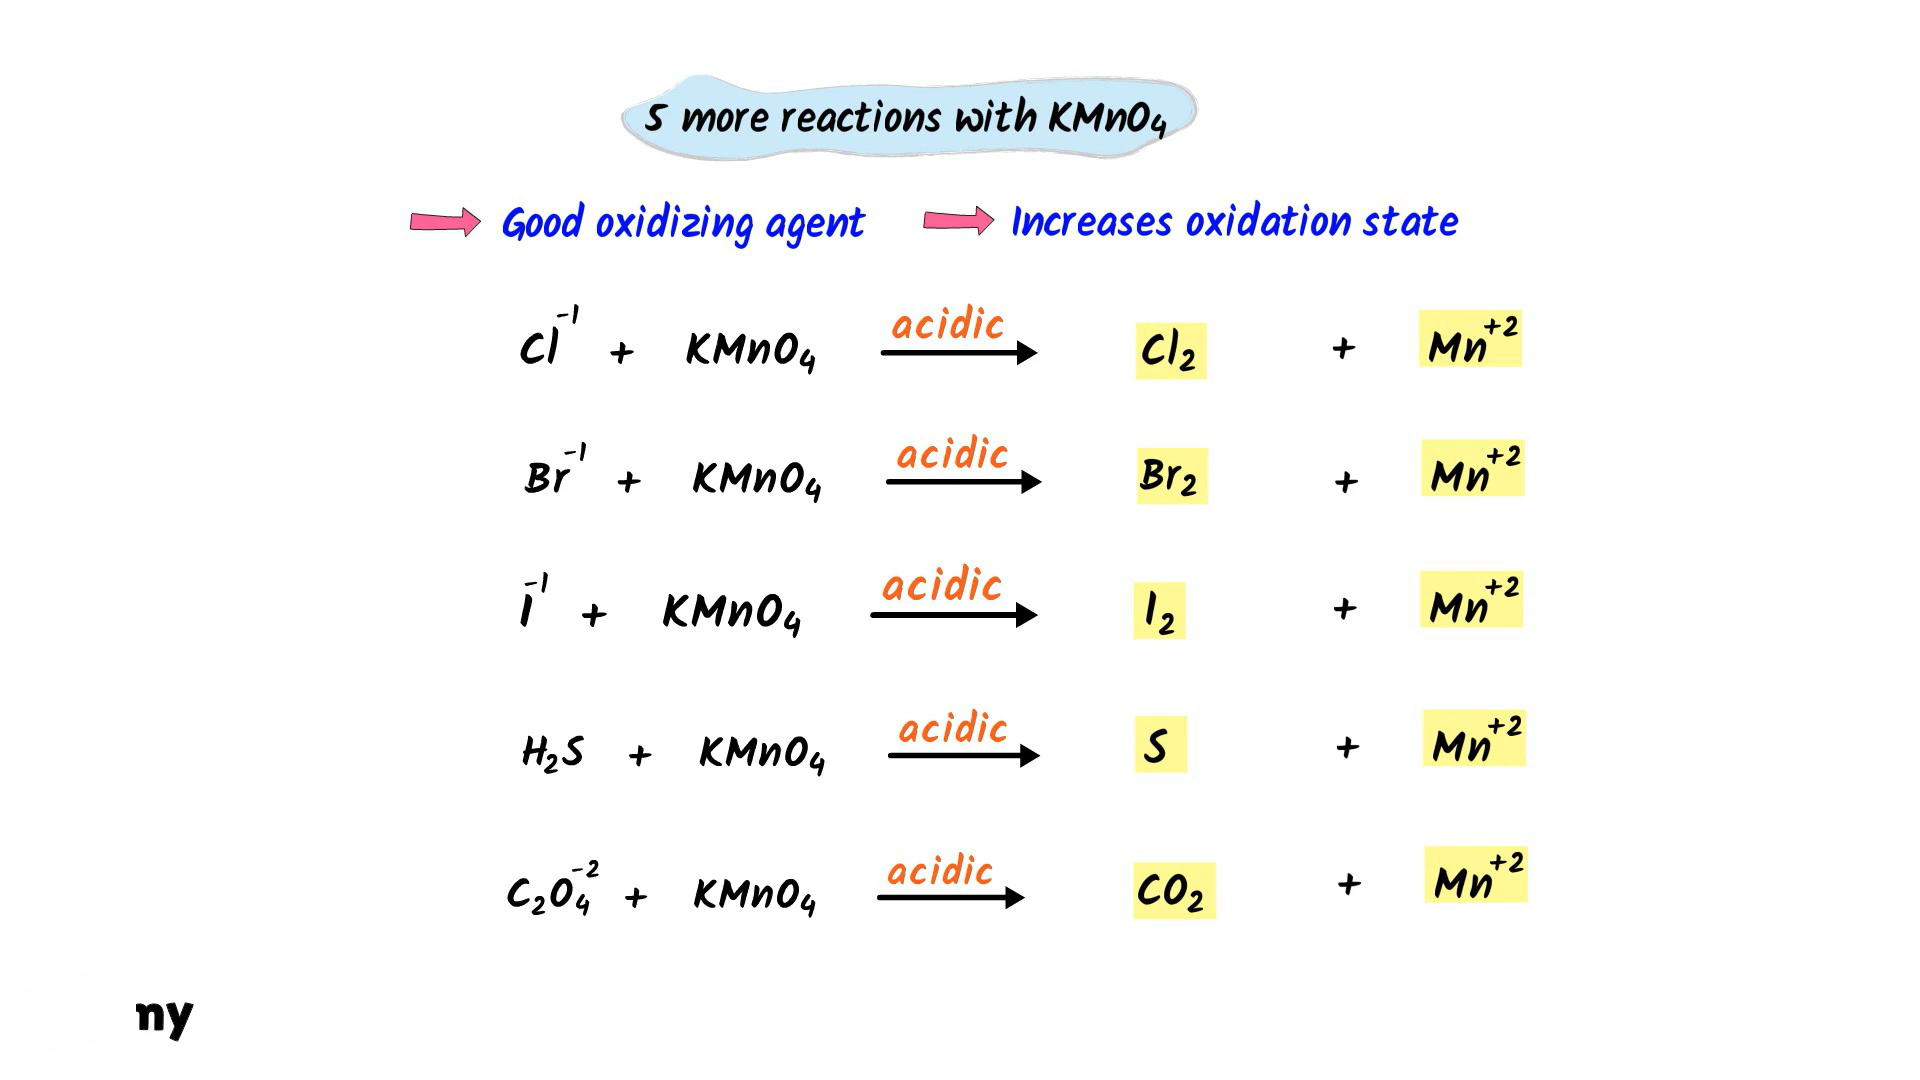 5 more reactions with KMnO₄
Good oxidizing agent Increases oxidation state
Cl⁻¹ + KMnO₄ acidic Cl₂ + Mn⁺²
Br⁻¹ + KMnO₄ acidic Br₂ + Mn⁺²
I⁻¹ + KMnO₄ acidic I₂ + Mn⁺²
H₂S + KMnO₄ acidic S + Mn⁺²
C₂O₄⁻² + KMnO₄ acidic CO₂ + Mn⁺²
ny